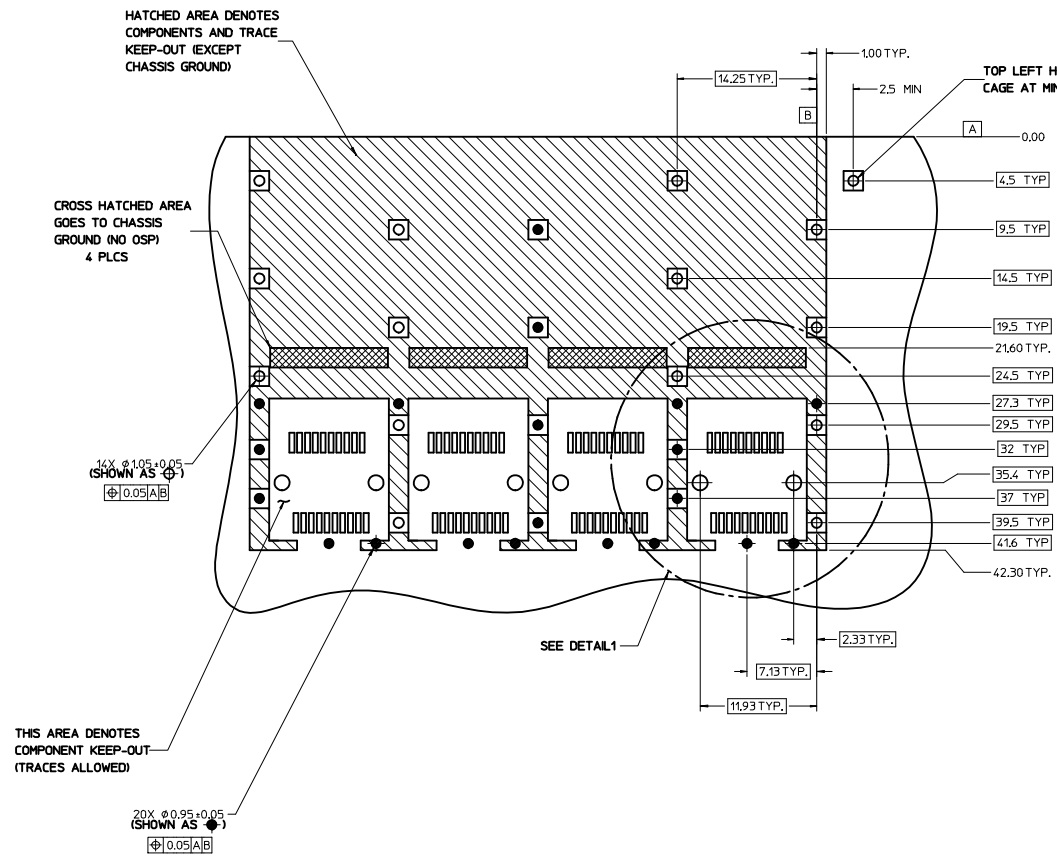 HATCHED AREA DENOTES
COMPONENTS AND TRACE
KEEP-OUT (EXCEPT
CHASSIS GROUND)
1.00 TYP.
14.25 TYP.
2.5 MIN
TOP LEFT H
CAGE AT MI
B
A
0.00
4.5 TYP
CROSS HATCHED AREA
GOES TO CHASSIS
GROUND (NO OSP)
4 PLCS
9.5 TYP
14.5 TYP
19.5 TYP
21.60 TYP.
24.5 TYP
27.3 TYP
29.5 TYP
32 TYP
14X ⌀1.05±0.05
(SHOWN AS )
⌖ 0.05 A B
35.4 TYP
37 TYP
39.5 TYP
41.6 TYP
42.30 TYP.
SEE DETAIL1
2.33 TYP.
7.13 TYP.
11.93 TYP.
THIS AREA DENOTES
COMPONENT KEEP-OUT
(TRACES ALLOWED)
20X ⌀0.95±0.05
(SHOWN AS )
⌖ 0.05 A B